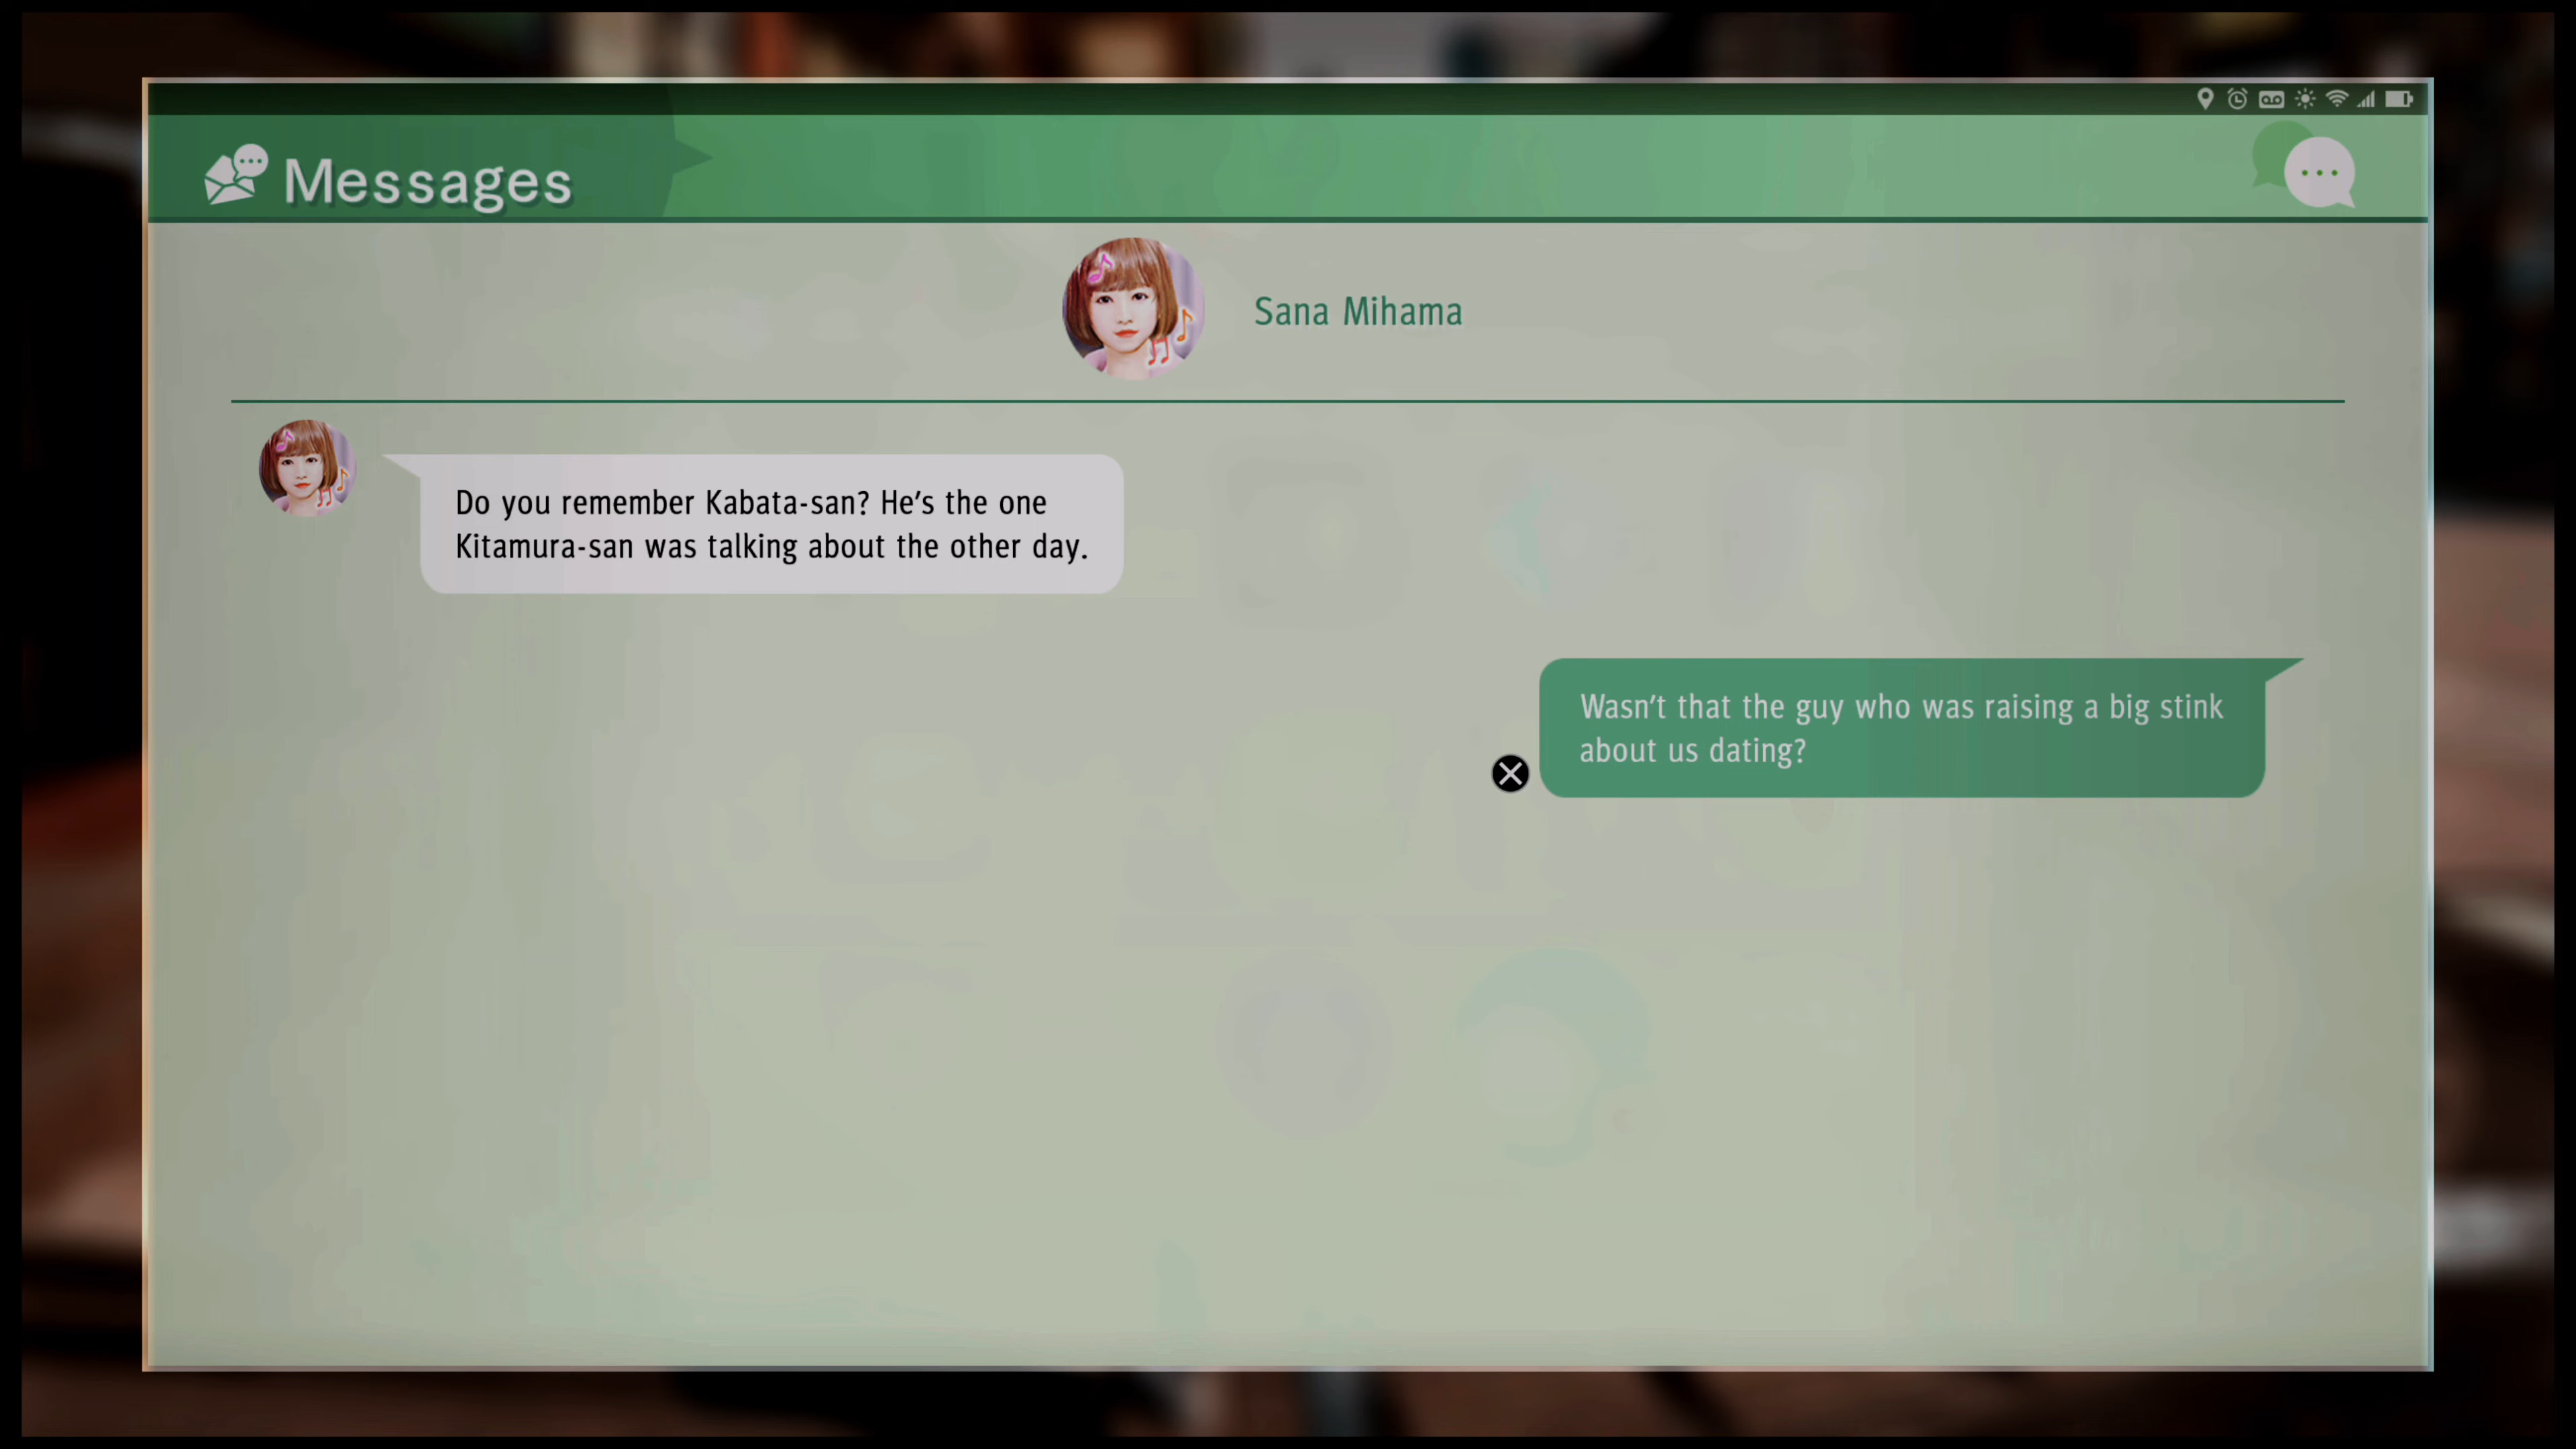 Messages
Sana Mihama
Do you remember Kabata-san? He's the one
Kitamura-san was talking about the other day.
Wasn't that the guy who was raising a big stink
about us dating?